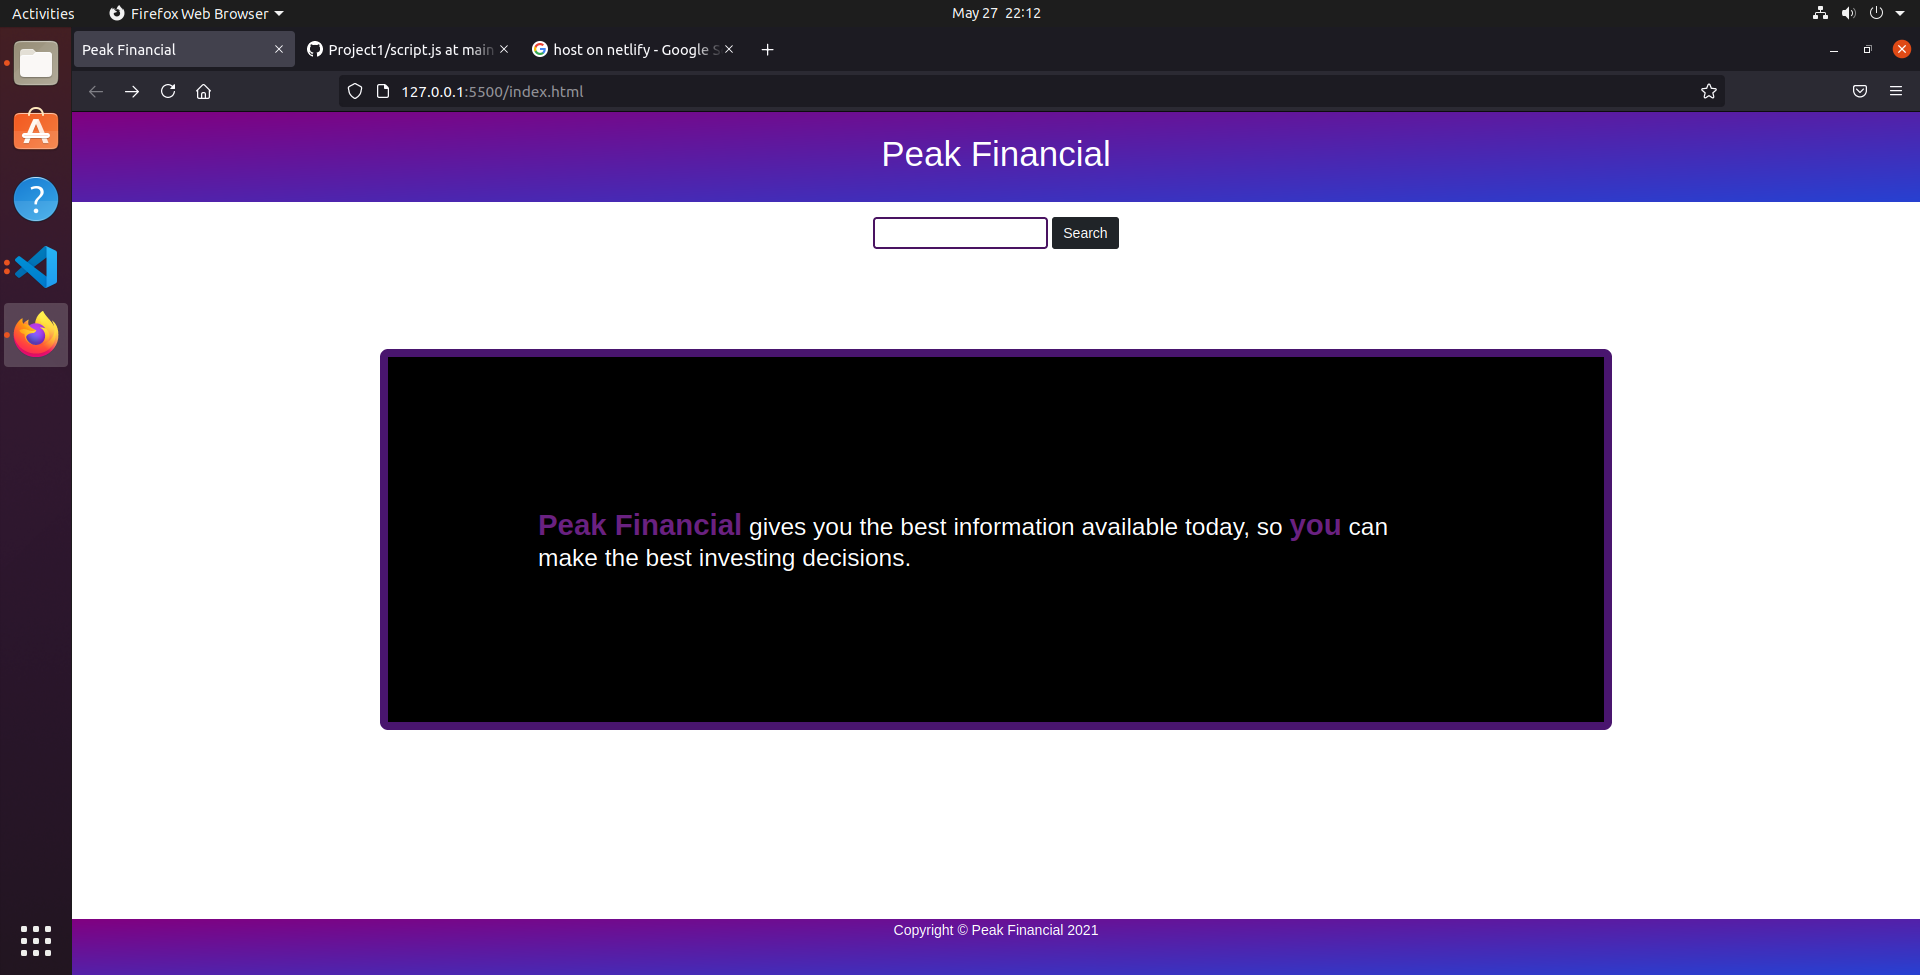 Activities
Firefox Web Browser
May 27 22:12
Peak Financial
Project1/script.js at main
host on netlify - Google S
127.0.0.1:5500/index.html
Peak Financial
Search
Peak Financial gives you the best information available today, so you can
make the best investing decisions.
Copyright © Peak Financial 2021